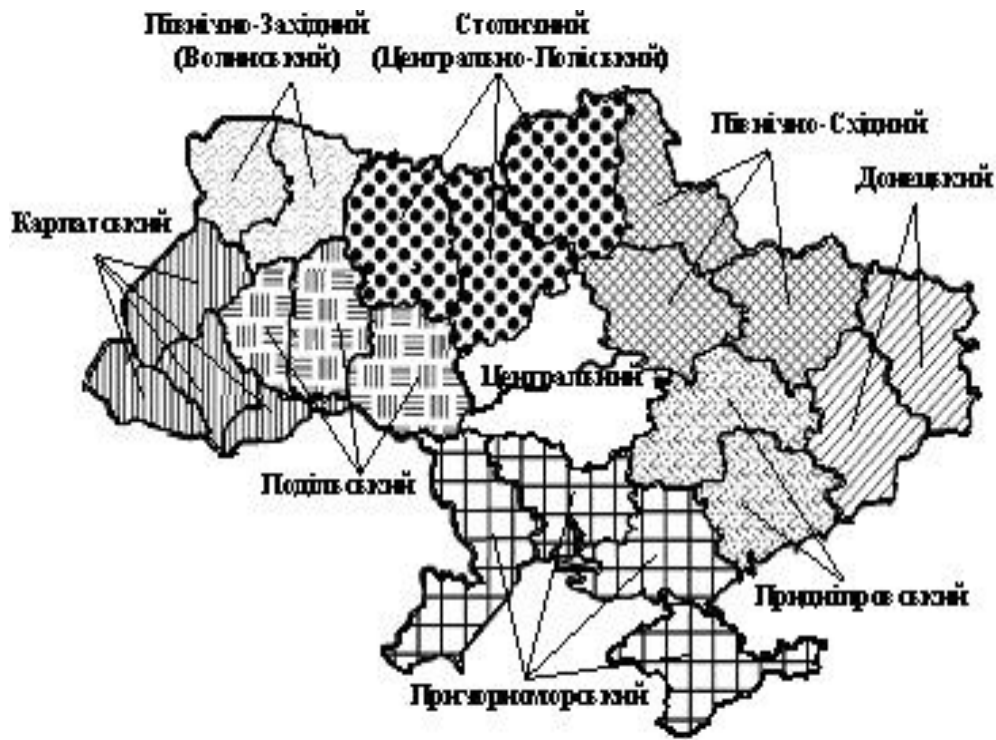 Північно-Західний
(Волинський)
Столичний
(Центрально-Поліський)
Північно-Східний
Донецький
Карпатський
Центральний
Подільський
Придніпровський
Причорноморський